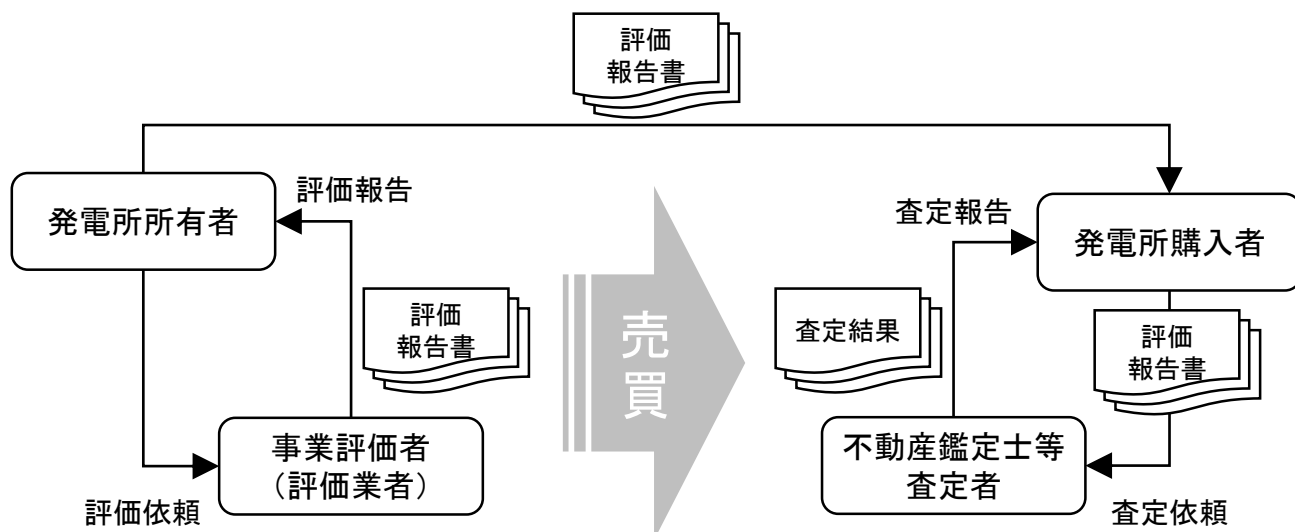 評価
報告書
発電所所有者
評価報告
評価
報告書
事業評価者
（評価業者）
評価依頼
売
買
査定報告
発電所購入者
査定結果
評価
報告書
不動産鑑定士等
査定者
査定依頼